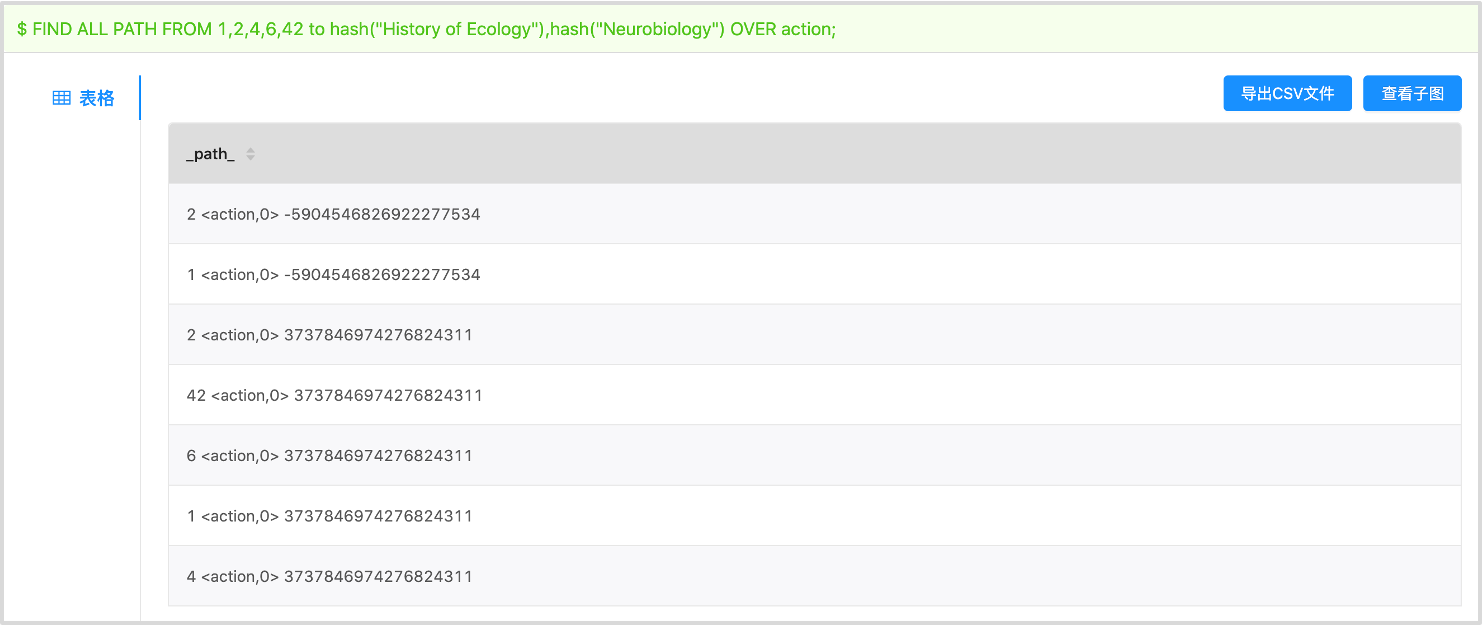 $ FIND ALL PATH FROM 1,2,4,6,42 to hash("History of Ecology"),hash("Neurobiology") OVER action;
表格
导出CSV文件
查看子图
_path_
2 <action,0> -5904546826922277534
1 <action,0> -5904546826922277534
2 <action,0> 3737846974276824311
42 <action,0> 3737846974276824311
6 <action,0> 3737846974276824311
1 <action,0> 3737846974276824311
4 <action,0> 3737846974276824311